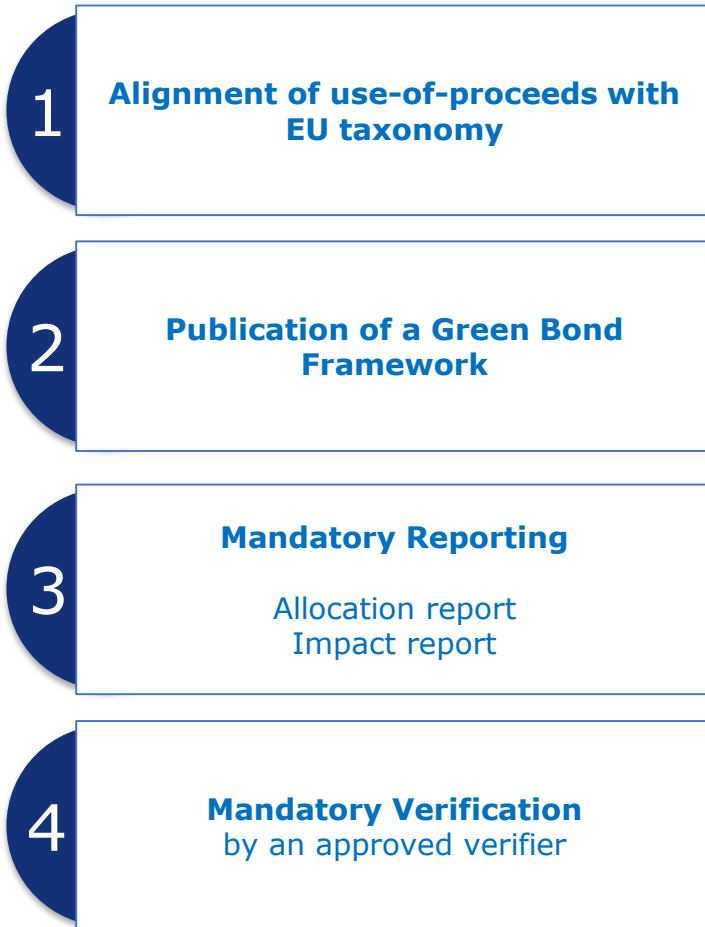 1
Alignment of use-of-proceeds with
EU taxonomy
2
Publication of a Green Bond
Framework
3
Mandatory Reporting
Allocation report
Impact report
4
Mandatory Verification
by an approved verifier